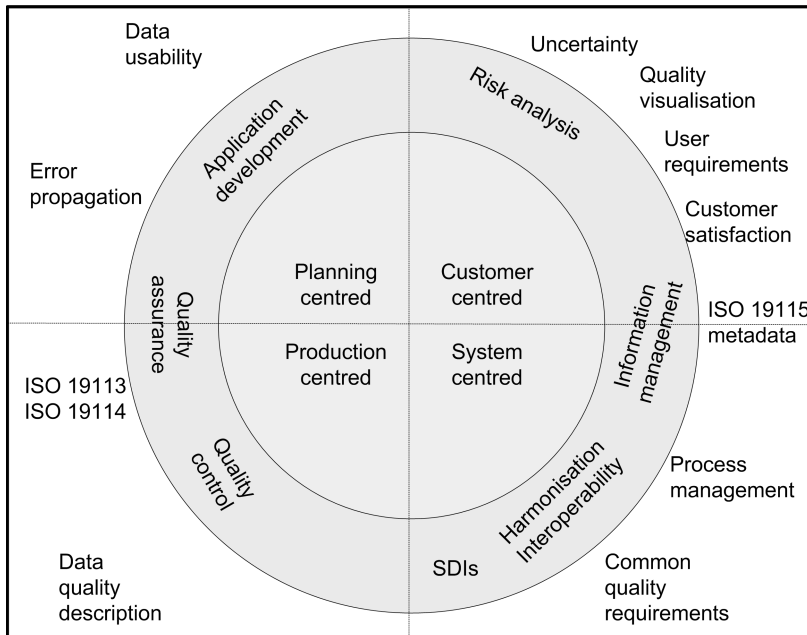 Data
usability
Uncertainty
Quality
visualisation
Risk analysis
Application
development
User
requirements
Error
propagation
Customer
satisfaction
Planning
centred
Customer
centred
Quality
assurance
Information
management
ISO 19115
metadata
Production
centred
System
centred
ISO 19113
ISO 19114
Quality
control
Harmonisation
Interoperability
Process
management
SDIs
Data
quality
description
Common
quality
requirements